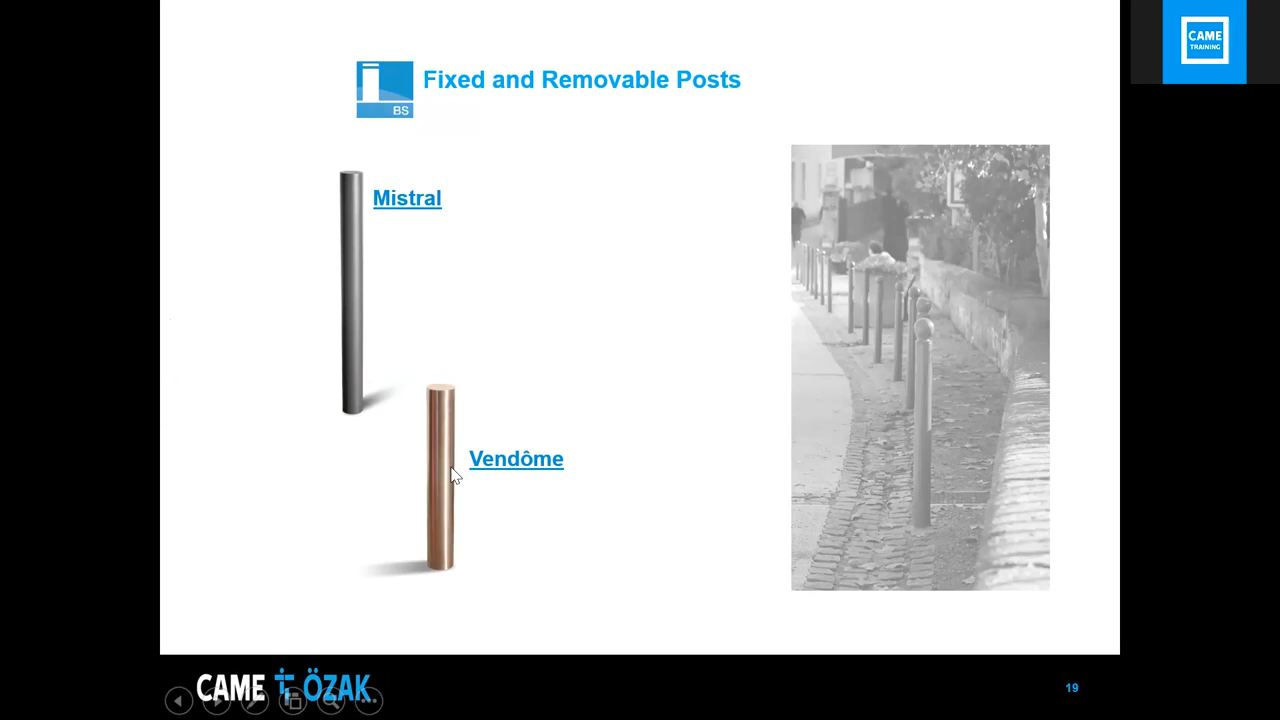 CAME
TRAINING
Fixed and Removable Posts
BS
Mistral
Vendôme
CAME ÖZAK
19